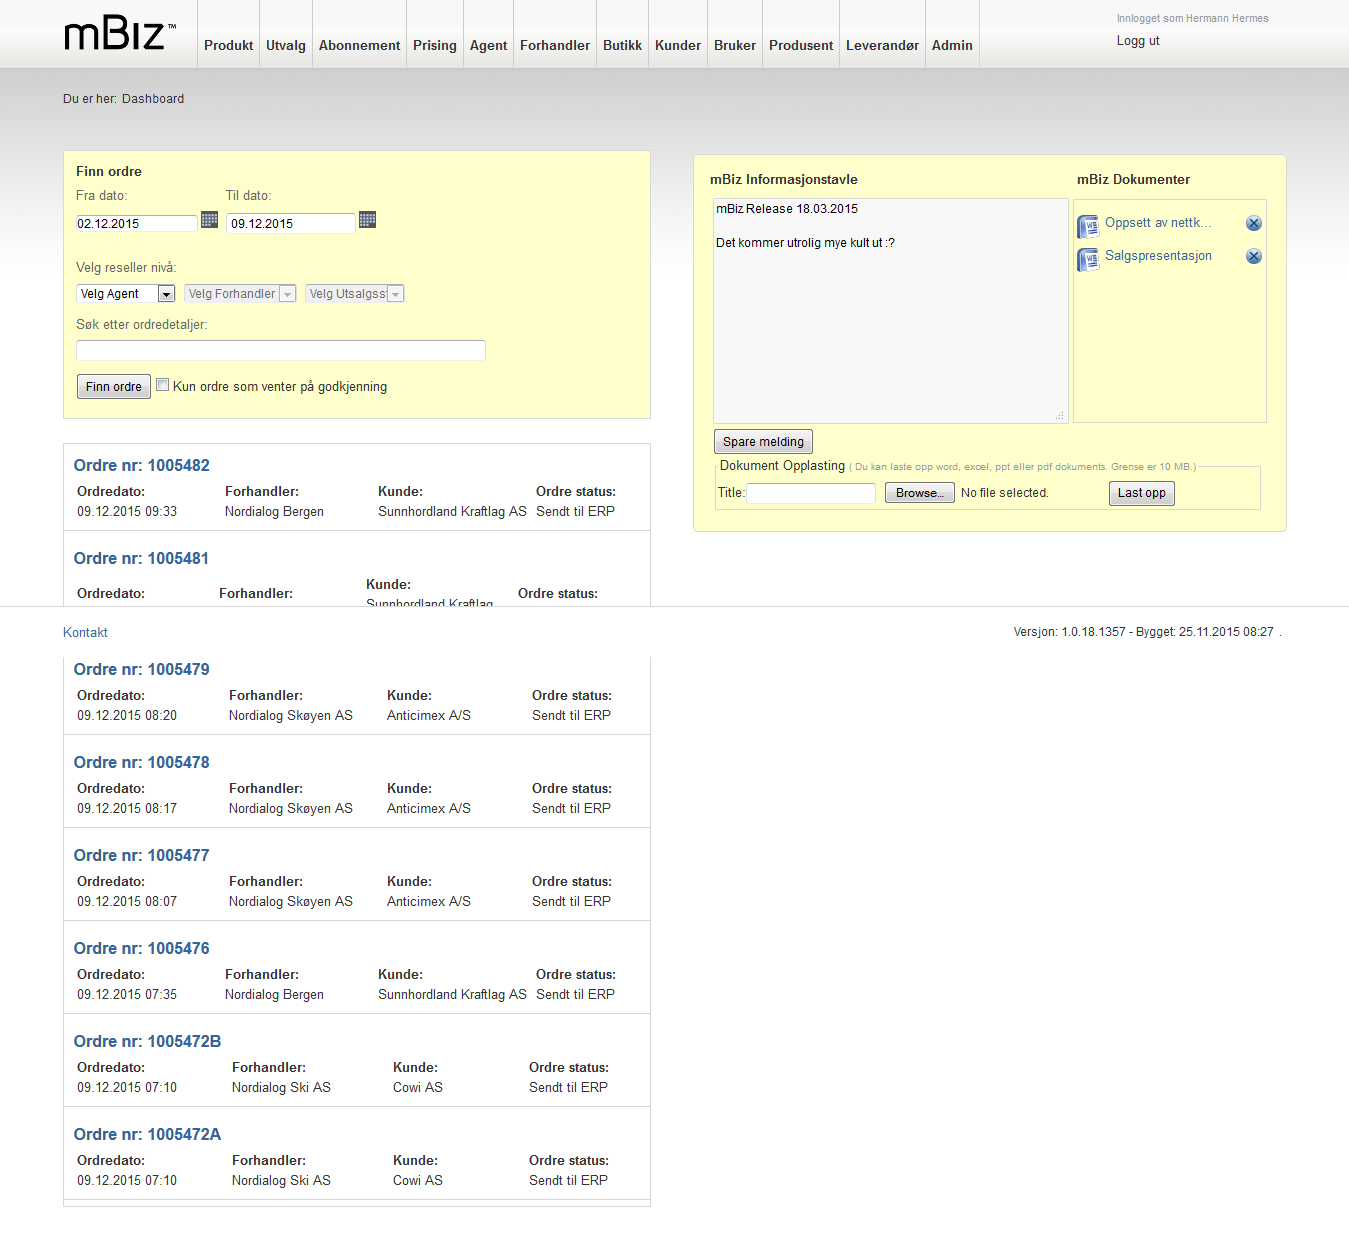 mBiz™
Produkt Utvalg Abonnement Prising Agent Forhandler Butikk Kunder Bruker Produsent Leverandør Admin
Innlogget som Hermann Hermes
Logg ut
Du er her: Dashboard
Finn ordre
Fra dato: Til dato:
02.12.2015 09.12.2015
Velg reseller nivå:
Velg Agent Velg Forhandler Velg Utsalgss
Søk etter ordredetaljer:
Finn ordre Kun ordre som venter på godkjenning
mBiz Informasjonstavle
mBiz Release 18.03.2015
Det kommer utrolig mye kult ut :?
mBiz Dokumenter
Oppsett av nettk...
Salgspresentasjon
Spare melding
Dokument Opplasting ( Du kan laste opp word, excel, ppt eller pdf dokuments. Grense er 10 MB.)
Title: Browse... No file selected. Last opp
Ordre nr: 1005482
Ordredato: Forhandler: Kunde: Ordre status:
09.12.2015 09:33 Nordialog Bergen Sunnhordland Kraftlag AS Sendt til ERP
Ordre nr: 1005481
Ordredato: Forhandler: Kunde: Ordre status:
Sunnhordland Kraftlag
Kontakt
Versjon: 1.0.18.1357 - Bygget: 25.11.2015 08:27 .
Ordre nr: 1005479
Ordredato: Forhandler: Kunde: Ordre status:
09.12.2015 08:20 Nordialog Skøyen AS Anticimex A/S Sendt til ERP
Ordre nr: 1005478
Ordredato: Forhandler: Kunde: Ordre status:
09.12.2015 08:17 Nordialog Skøyen AS Anticimex A/S Sendt til ERP
Ordre nr: 1005477
Ordredato: Forhandler: Kunde: Ordre status:
09.12.2015 08:07 Nordialog Skøyen AS Anticimex A/S Sendt til ERP
Ordre nr: 1005476
Ordredato: Forhandler: Kunde: Ordre status:
09.12.2015 07:35 Nordialog Bergen Sunnhordland Kraftlag AS Sendt til ERP
Ordre nr: 1005472B
Ordredato: Forhandler: Kunde: Ordre status:
09.12.2015 07:10 Nordialog Ski AS Cowi AS Sendt til ERP
Ordre nr: 1005472A
Ordredato: Forhandler: Kunde: Ordre status:
09.12.2015 07:10 Nordialog Ski AS Cowi AS Sendt til ERP